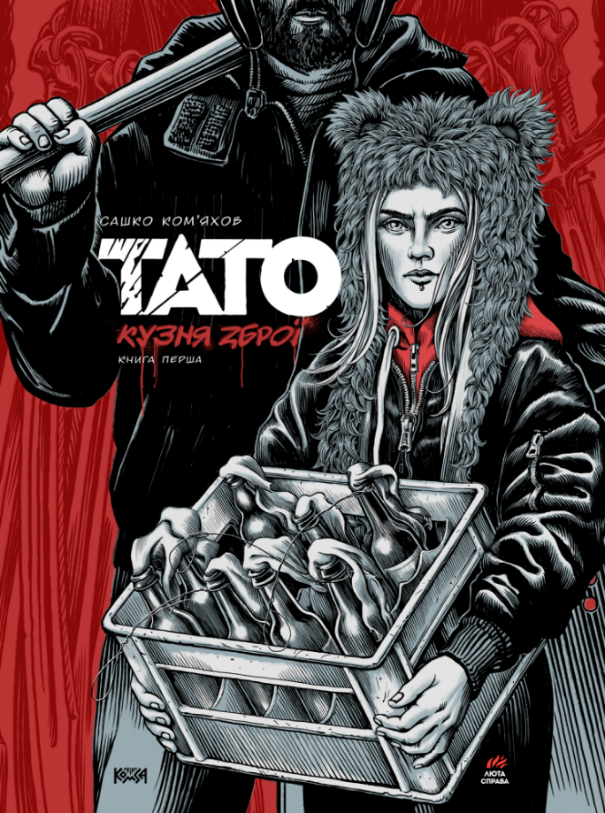 САШКО КОМ'ЯХОВ
ТАТО
КУЗНЯ ЗБРОЇ
КНИГА ПЕРША
ЛЮТА
СПРАВА